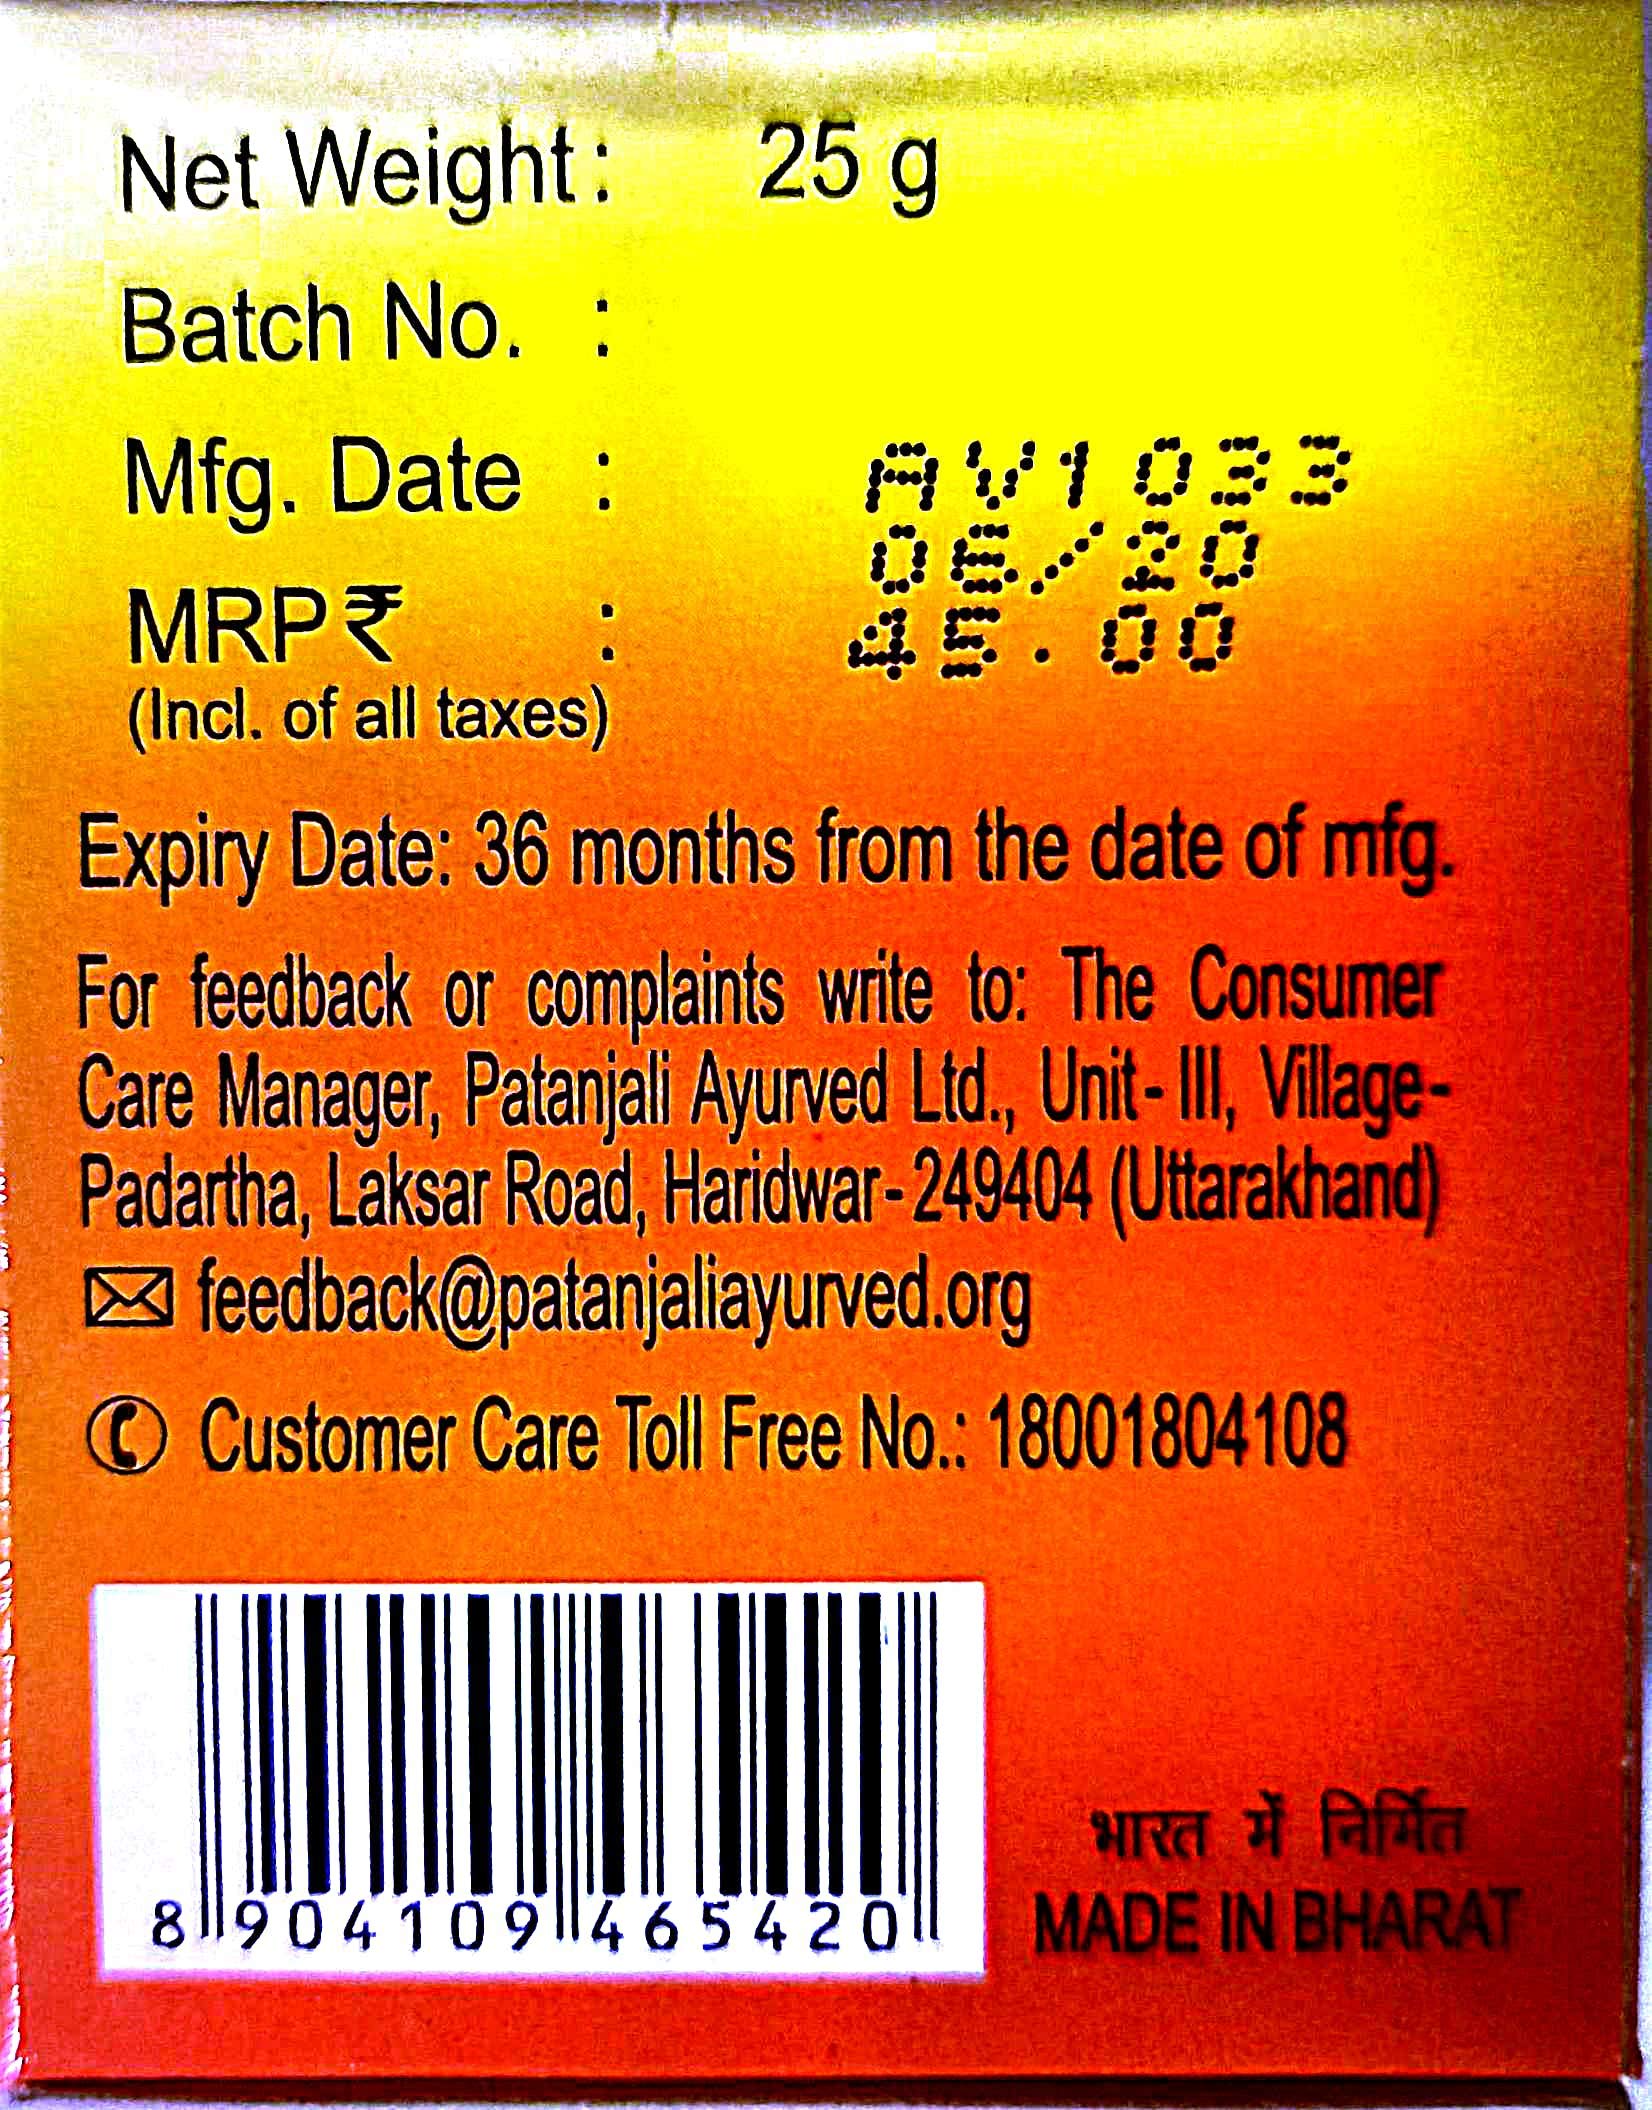 Net Weight: 25 g
Batch No. :
Mfg. Date : AV1033
06/20
MRP₹ : 45.00
(Incl. of all taxes)
Expiry Date: 36 months from the date of mfg.
For feedback or complaints write to: The Consumer
Care Manager, Patanjali Ayurved Ltd., Unit-III, Village-
Padartha, Laksar Road, Haridwar-249404 (Uttarakhand)
feedback@patanjaliayurved.org
Customer Care Toll Free No.: 18001804108
8 904109 465420
भारत में निर्मित
MADE IN BHARAT